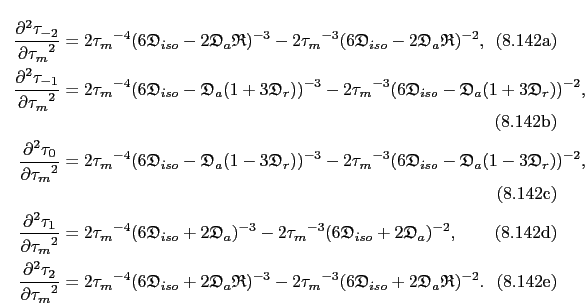 ∂²τ₋₂/∂τₘ² = 2τₘ⁻⁴(6𝔇ᵢₛₒ − 2𝔇ₐℜ)⁻³ − 2τₘ⁻³(6𝔇ᵢₛₒ − 2𝔇ₐℜ)⁻², (8.142a)
∂²τ₋₁/∂τₘ² = 2τₘ⁻⁴(6𝔇ᵢₛₒ − 𝔇ₐ(1 + 3𝔇ᵣ))⁻³ − 2τₘ⁻³(6𝔇ᵢₛₒ − 𝔇ₐ(1 + 3𝔇ᵣ))⁻²,
(8.142b)
∂²τ₀/∂τₘ² = 2τₘ⁻⁴(6𝔇ᵢₛₒ − 𝔇ₐ(1 − 3𝔇ᵣ))⁻³ − 2τₘ⁻³(6𝔇ᵢₛₒ − 𝔇ₐ(1 − 3𝔇ᵣ))⁻²,
(8.142c)
∂²τ₁/∂τₘ² = 2τₘ⁻⁴(6𝔇ᵢₛₒ + 2𝔇ₐ)⁻³ − 2τₘ⁻³(6𝔇ᵢₛₒ + 2𝔇ₐ)⁻², (8.142d)
∂²τ₂/∂τₘ² = 2τₘ⁻⁴(6𝔇ᵢₛₒ + 2𝔇ₐℜ)⁻³ − 2τₘ⁻³(6𝔇ᵢₛₒ + 2𝔇ₐℜ)⁻². (8.142e)